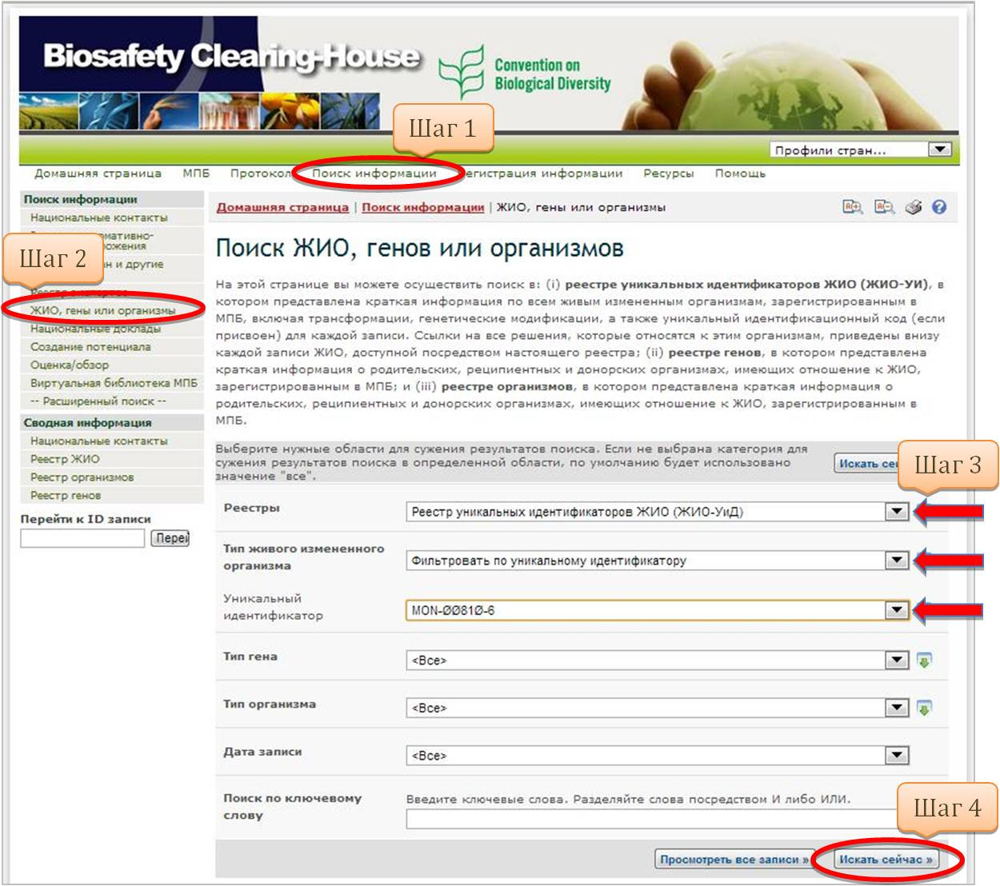 Biosafety Clearing-House
Convention on
Biological Diversity
Шаг 1
Профили стран...
Домашняя страница МПБ Протокол Поиск информации егистрация информации Ресурсы Помощь
Поиск информации
Национальные контакты
мативно-
ожения
Шаг 2
н и другие
ЖИО, гены или организмы
Национальные доклады
Создание потенциала
Оценка/обзор
Виртуальная библиотека МПБ
-- Расширенный поиск --
Сводная информация
Национальные контакты
Реестр ЖИО
Реестр организмов
Реестр генов
Перейти к ID записи
Перей
Домашняя страница | Поиск информации | ЖИО, гены или организмы
Поиск ЖИО, генов или организмов
На этой странице вы можете осуществить поиск в: (i) реестре уникальных идентификаторов ЖИО (ЖИО-УИ), в
котором представлена краткая информация по всем живым измененным организмам, зарегистрированным в
МПБ, включая трансформации, генетические модификации, а также уникальный идентификационный код (если
присвоен) для каждой записи. Ссылки на все решения, которые относятся к этим организмам, приведены внизу
каждой записи ЖИО, доступной посредством настоящего реестра; (ii) реестре генов, в котором представлена
краткая информация о родительских, реципиентных и донорских организмах, имеющих отношение к ЖИО,
зарегистрированным в МПБ; и (iii) реестре организмов, в котором представлена краткая информация о
родительских, реципиентных и донорских организмах, имеющих отношение к ЖИО, зарегистрированным в
МПБ.
Выберите нужные области для сужения результатов поиска. Если не выбрана категория для
сужения результатов поиска в определенной области, по умолчанию будет использовано
значение "все".
Искать се
Шаг 3
Реестры
Реестр уникальных идентификаторов ЖИО (ЖИО-УиД)
Тип живого измененного
организма
Фильтровать по уникальному идентификатору
Уникальный
идентификатор
MON-ØØ81Ø-6
Тип гена
<Все>
Тип организма
<Все>
Дата записи
<Все>
Поиск по ключевому
слову
Введите ключевые слова. Разделяйте слова посредством И либо ИЛИ.
Шаг 4
Просмотреть все записи »
Искать сейчас »